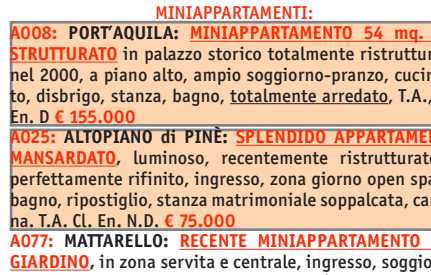 MINIAPPARTAMENTI:
A008: PORT'AQUILA: MINIAPPARTAMENTO 54 mq.
STRUTTURATO in palazzo storico totalmente ristruttur
nel 2000, a piano alto, ampio soggiorno-pranzo, cucin
to, disbrigo, stanza, bagno, totalmente arredato, T.A.,
En. D € 155.000
A025: ALTOPIANO di PINÈ: SPLENDIDO APPARTAME
MANSARDATO, luminoso, recentemente ristrutturat
perfettamente rifinito, ingresso, zona giorno open spa
bagno, ripostiglio, stanza matrimoniale soppalcata, ca
na. T.A. Cl. En. N.D. € 75.000
A077: MATTARELLO: RECENTE MINIAPPARTAMENTO
GIARDINO, in zona servita e centrale, ingresso, soggio